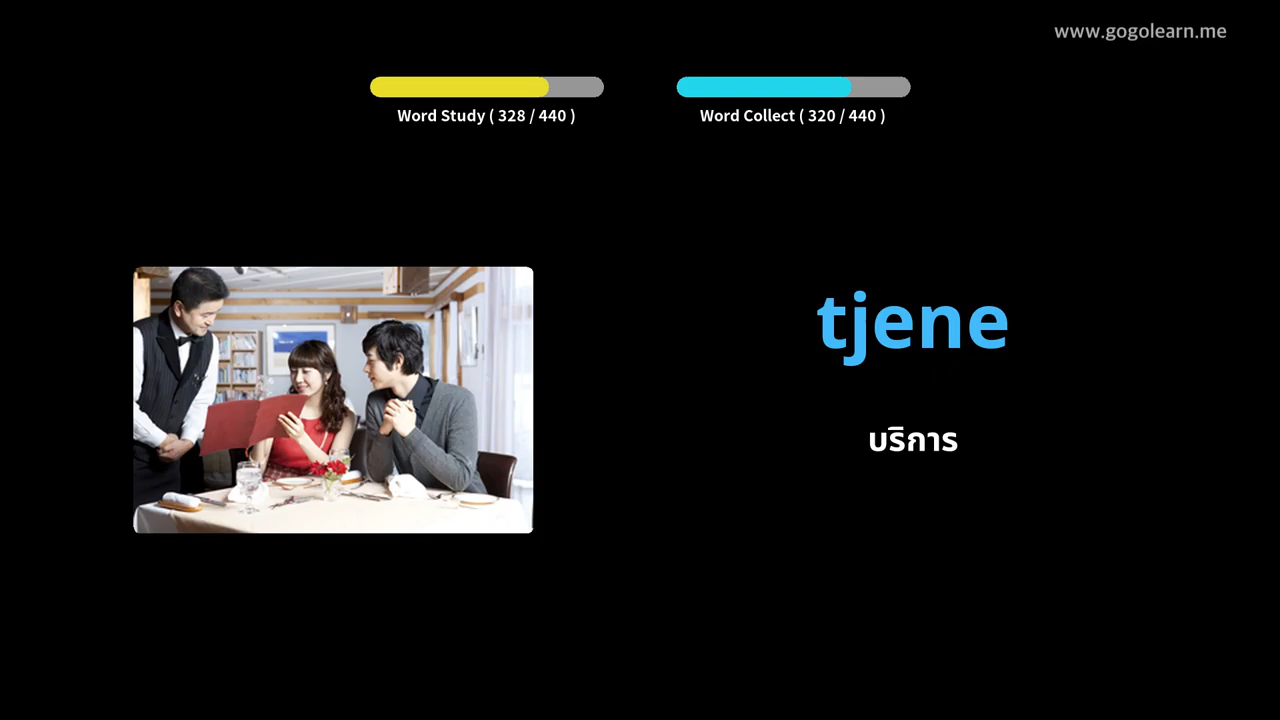 www.gogolearn.me
Word Study ( 328 / 440 )
Word Collect ( 320 / 440 )
tjene
บริการ